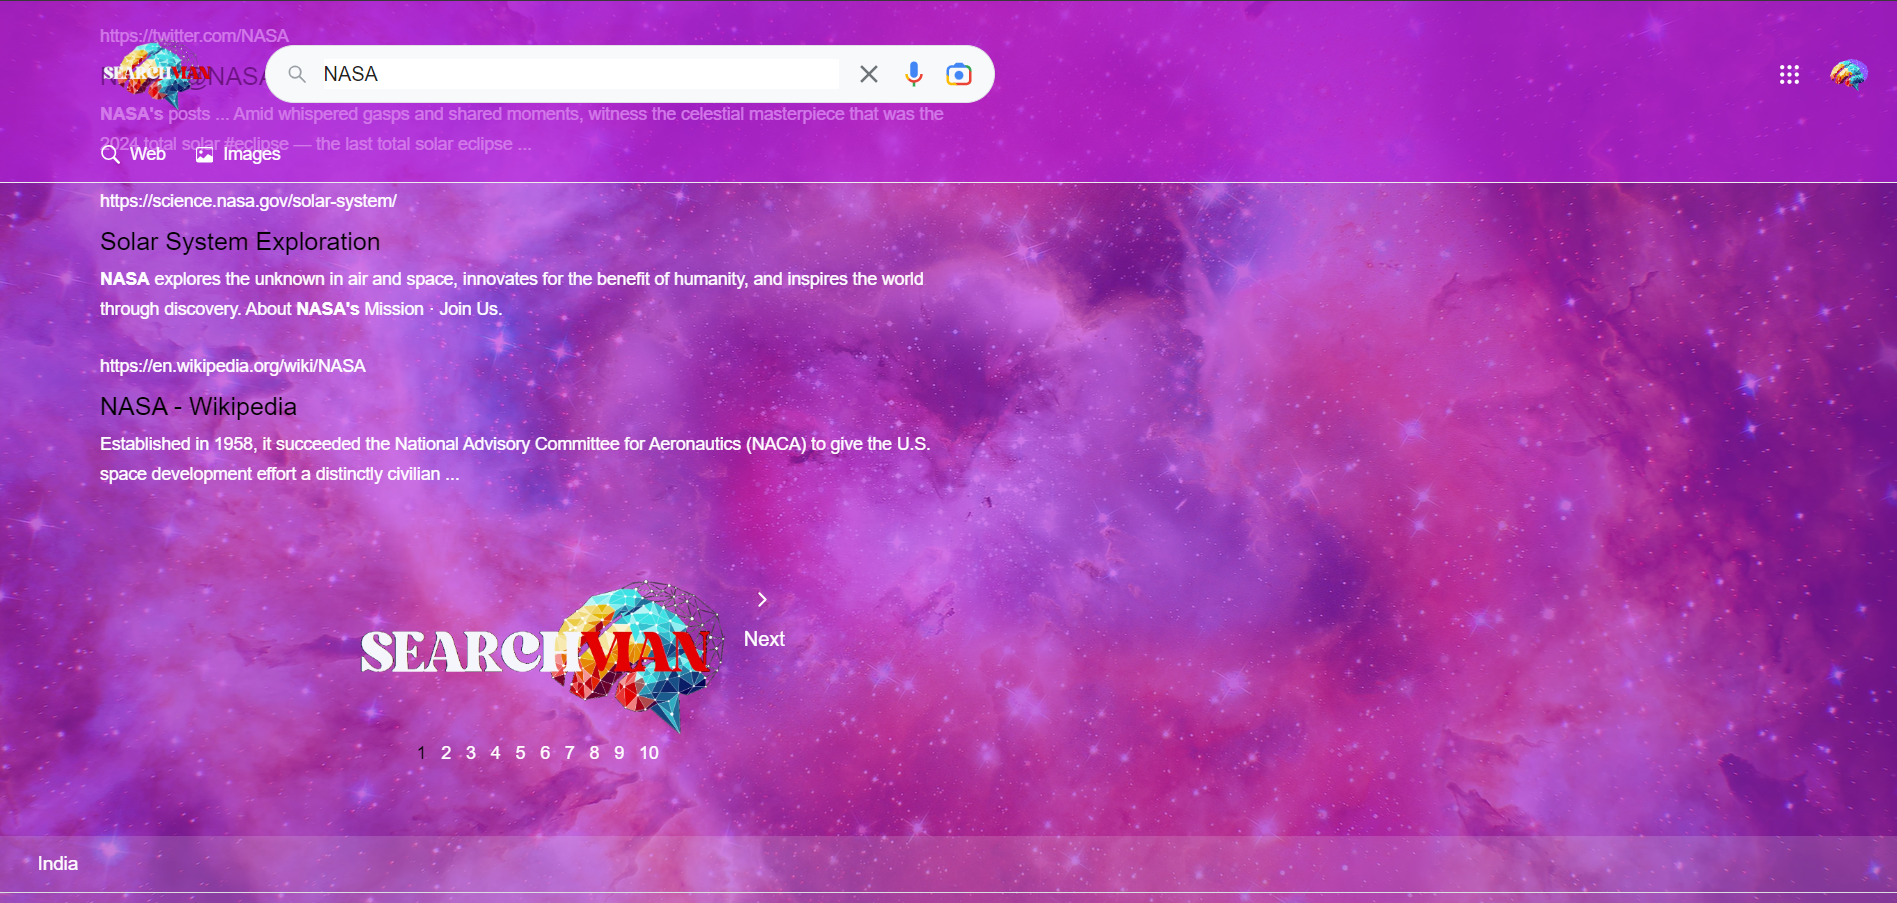 https://twitter.com/NASA
SEARCHMAN
NASA
NASA's posts ... Amid whispered gasps and shared moments, witness the celestial masterpiece that was the
2024 total solar #eclipse — the last total solar eclipse ...
Web Images
https://science.nasa.gov/solar-system/
Solar System Exploration
NASA explores the unknown in air and space, innovates for the benefit of humanity, and inspires the world
through discovery. About NASA's Mission · Join Us.
https://en.wikipedia.org/wiki/NASA
NASA - Wikipedia
Established in 1958, it succeeded the National Advisory Committee for Aeronautics (NACA) to give the U.S.
space development effort a distinctly civilian ...
SEARCHMAN
Next
1 2 3 4 5 6 7 8 9 10
India